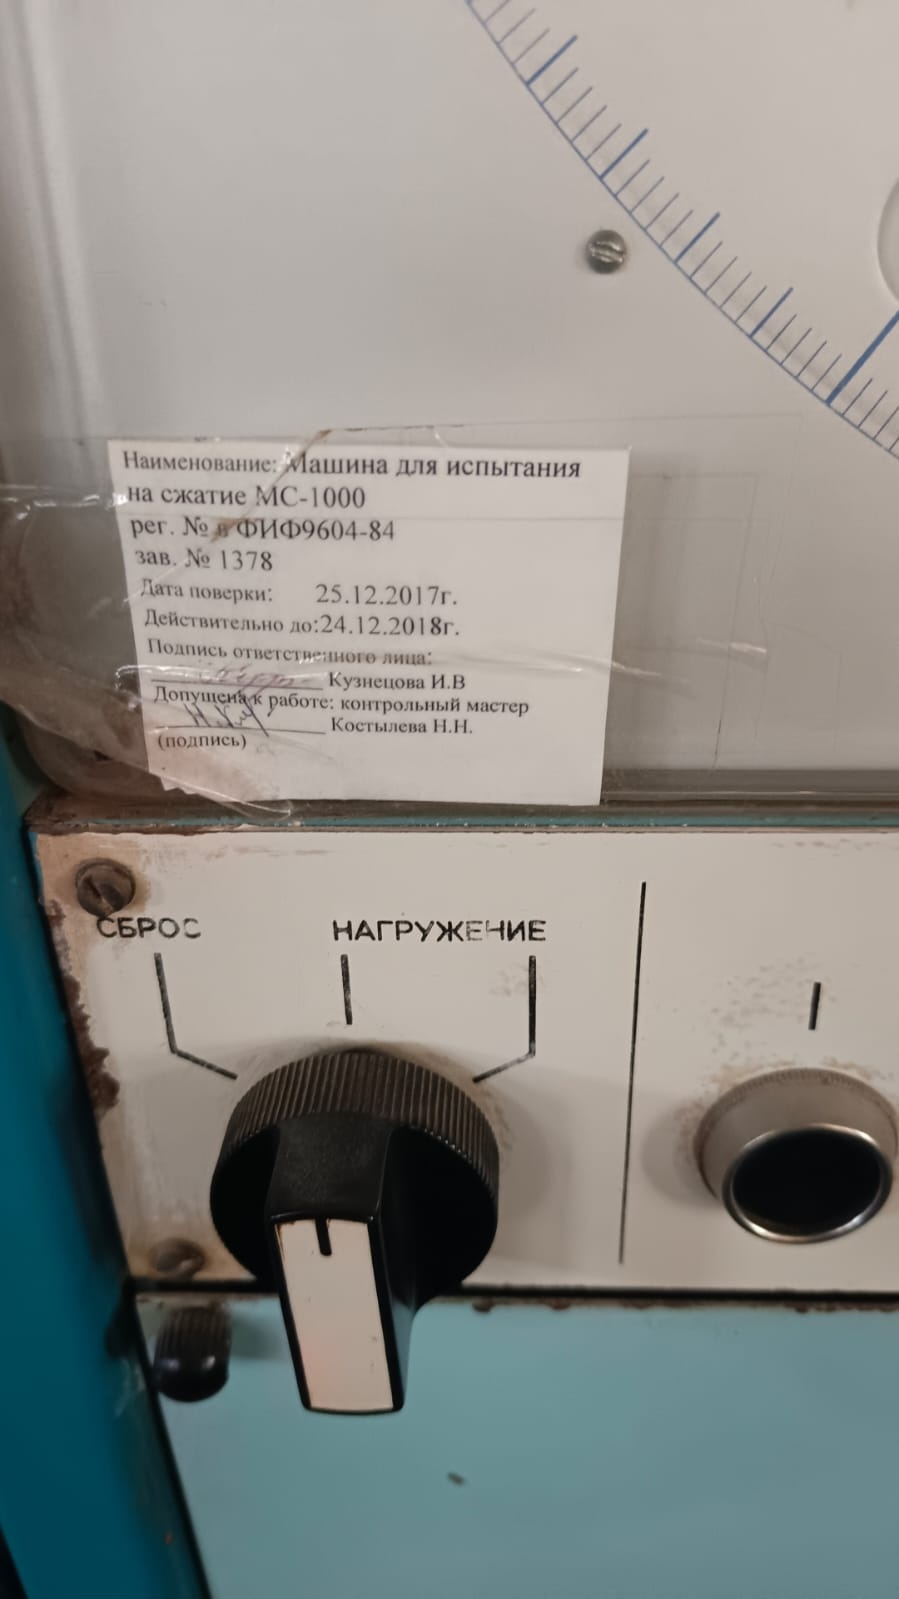 Наименование: Машина для испытания
на сжатие МС-1000
рег. № в ФИФ9604-84
зав. № 1378
Дата поверки: 25.12.2017г.
Действительно до:24.12.2018г.
Подпись ответственного лица:
Кузнецова И.В
Допущена к работе: контрольный мастер
Костылева Н.Н.
(подпись)
СБРОС НАГРУЖЕНИЕ
I